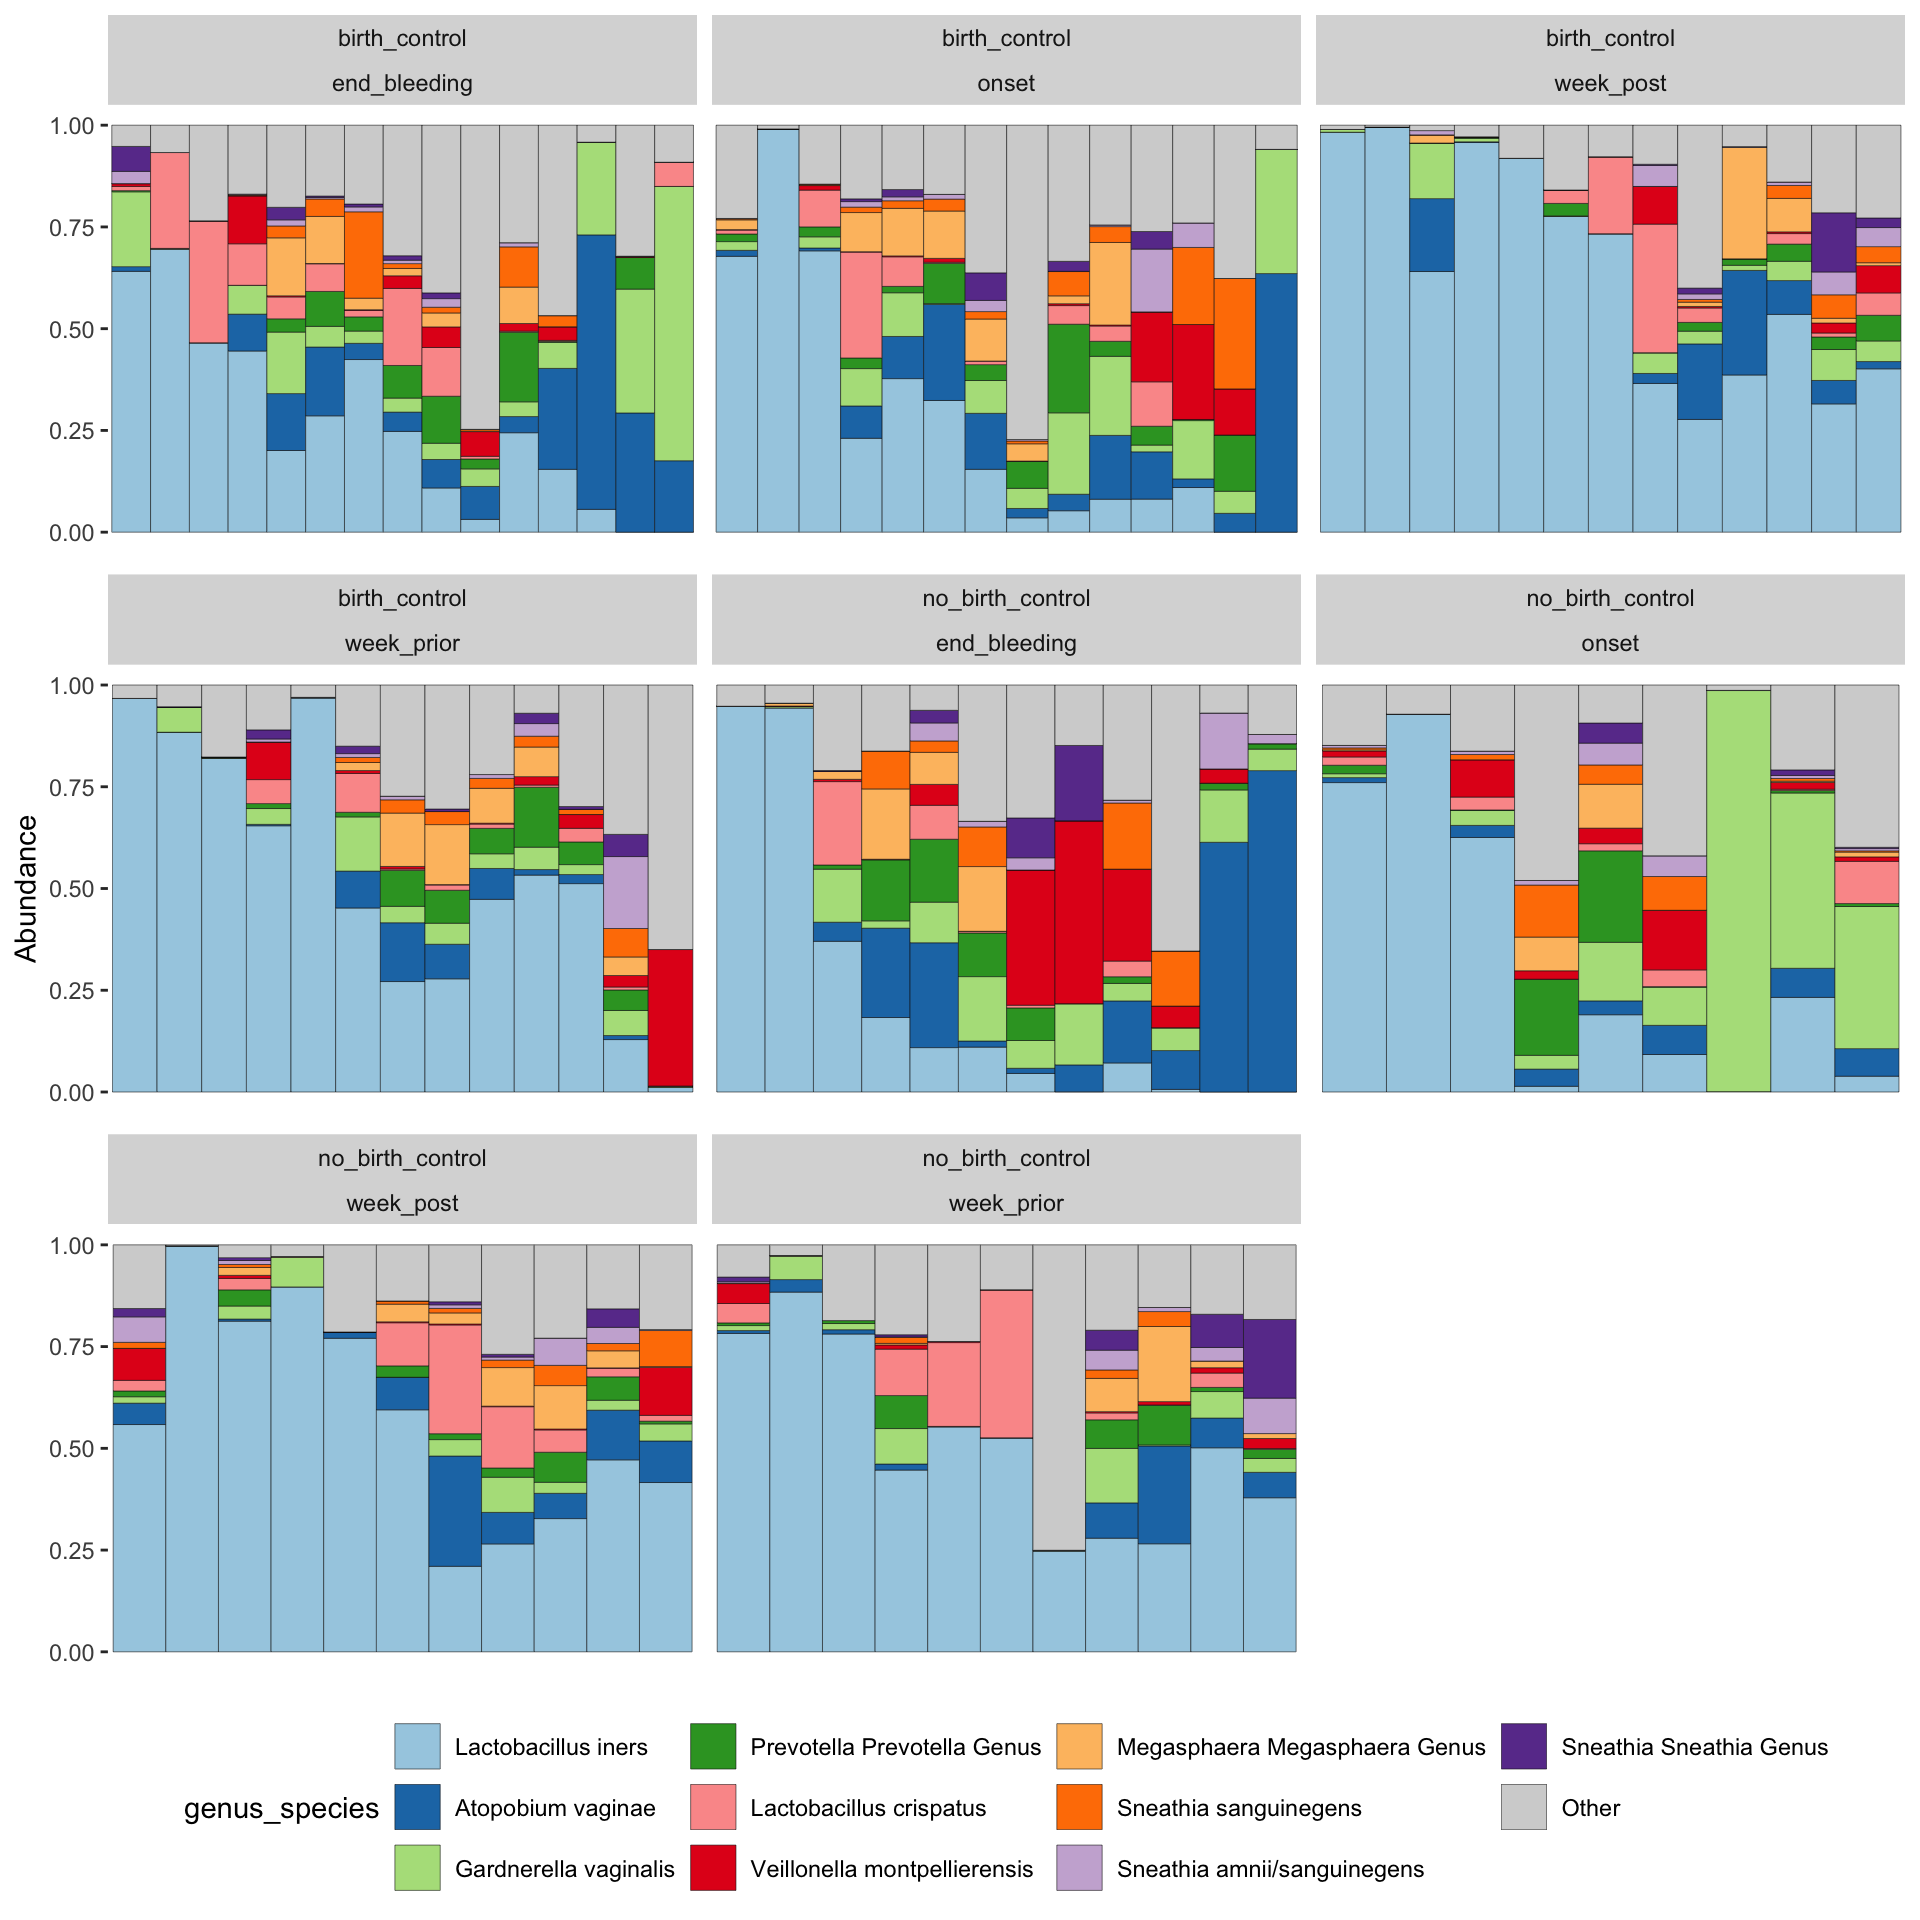 birth_control
birth_control
birth_control
end_bleeding
onset
week_post
1.00
0.75
0.50
0.25
0.00
birth_control
no_birth_control
no_birth_control
week_prior
end_bleeding
onset
1.00
0.75
0.50
0.25
0.00
Abundance
no_birth_control
no_birth_control
week_post
week_prior
1.00
0.75
0.50
0.25
0.00
genus_species
Lactobacillus iners
Atopobium vaginae
Gardnerella vaginalis
Prevotella Prevotella Genus
Lactobacillus crispatus
Veillonella montpellierensis
Megasphaera Megasphaera Genus
Sneathia sanguinegens
Sneathia amnii/sanguinegens
Sneathia Sneathia Genus
Other